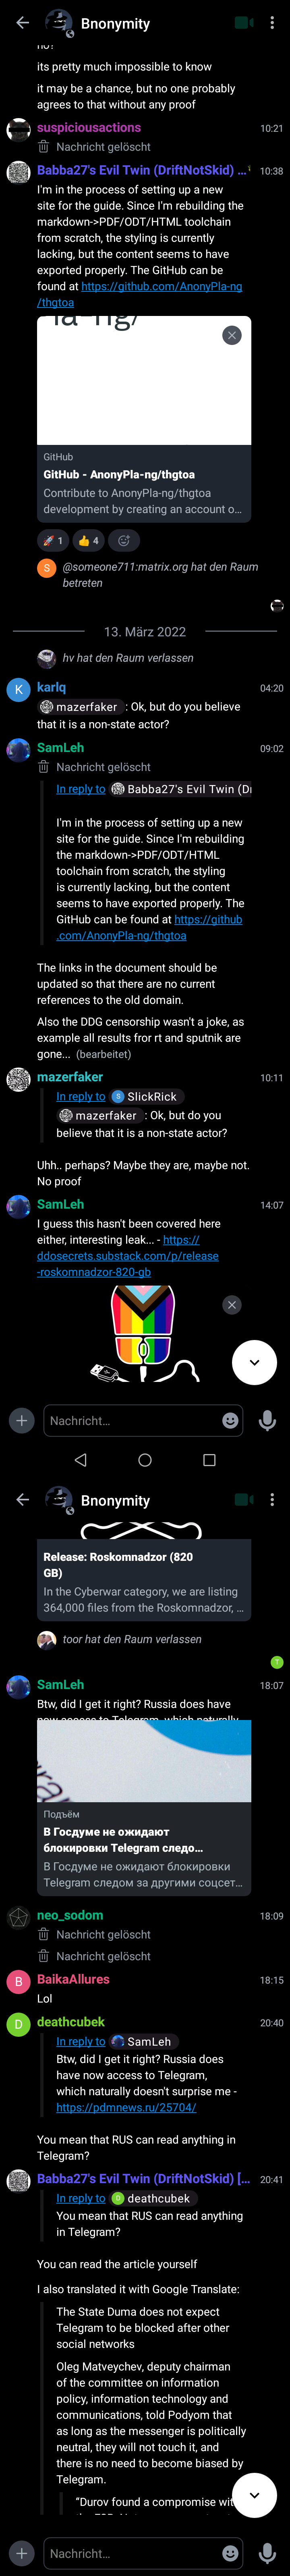 Bnonymity
no?
its pretty much impossible to know
it may be a chance, but no one probably
agrees to that without any proof
suspiciousactions 10:21
Nachricht gelöscht
Babba27's Evil Twin (DriftNotSkid) ... 10:38
I'm in the process of setting up a new
site for the guide. Since I'm rebuilding
the markdown->PDF/ODT/HTML toolchain
from scratch, the styling is currently
lacking, but the content seems to have
exported properly. The GitHub can be
found at https://github.com/AnonyPla-ng
/thgtoa
la-ng/
GitHub
GitHub - AnonyPla-ng/thgtoa
Contribute to AnonyPla-ng/thgtoa
development by creating an account o...
🚀 1 👍 4
S @someone711:matrix.org hat den Raum
betreten
13. März 2022
hv hat den Raum verlassen
K karlq 04:20
mazerfaker : Ok, but do you believe
that it is a non-state actor?
SamLeh 09:02
Nachricht gelöscht
In reply to Babba27's Evil Twin (Dr
I'm in the process of setting up a new
site for the guide. Since I'm rebuilding
the markdown->PDF/ODT/HTML
toolchain from scratch, the styling
is currently lacking, but the content
seems to have exported properly. The
GitHub can be found at https://github
.com/AnonyPla-ng/thgtoa
The links in the document should be
updated so that there are no current
references to the old domain.
Also the DDG censorship wasn't a joke, as
example all results fror rt and sputnik are
gone... (bearbeitet)
mazerfaker 10:11
In reply to S SlickRick
mazerfaker : Ok, but do you
believe that it is a non-state actor?
Uhh.. perhaps? Maybe they are, maybe not.
No proof
SamLeh 14:07
I guess this hasn't been covered here
either, interesting leak... - https://
ddosecrets.substack.com/p/release
-roskomnadzor-820-gb
Nachricht...
Bnonymity
Release: Roskomnadzor (820
GB)
In the Cyberwar category, we are listing
364,000 files from the Roskomnadzor, ...
toor hat den Raum verlassen
T
SamLeh 18:07
Btw, did I get it right? Russia does have
now access to Telegram, which naturally
Подъём
В Госдуме не ожидают
блокировки Telegram следо...
В Госдуме не ожидают блокировки
Telegram следом за другими соцсет...
neo_sodom 18:09
Nachricht gelöscht
Nachricht gelöscht
B BaikaAllures 18:15
Lol
D deathcubek 20:40
In reply to SamLeh
Btw, did I get it right? Russia does
have now access to Telegram,
which naturally doesn't surprise me -
https://pdmnews.ru/25704/
You mean that RUS can read anything in
Telegram?
Babba27's Evil Twin (DriftNotSkid) [... 20:41
In reply to D deathcubek
You mean that RUS can read anything
in Telegram?
You can read the article yourself
I also translated it with Google Translate:
The State Duma does not expect
Telegram to be blocked after other
social networks
Oleg Matveychev, deputy chairman
of the committee on information
policy, information technology and
communications, told Podyom that
as long as the messenger is politically
neutral, they will not touch it, and
there is no need to become biased by
Telegram.
“Durov found a compromise wit
Nachricht...